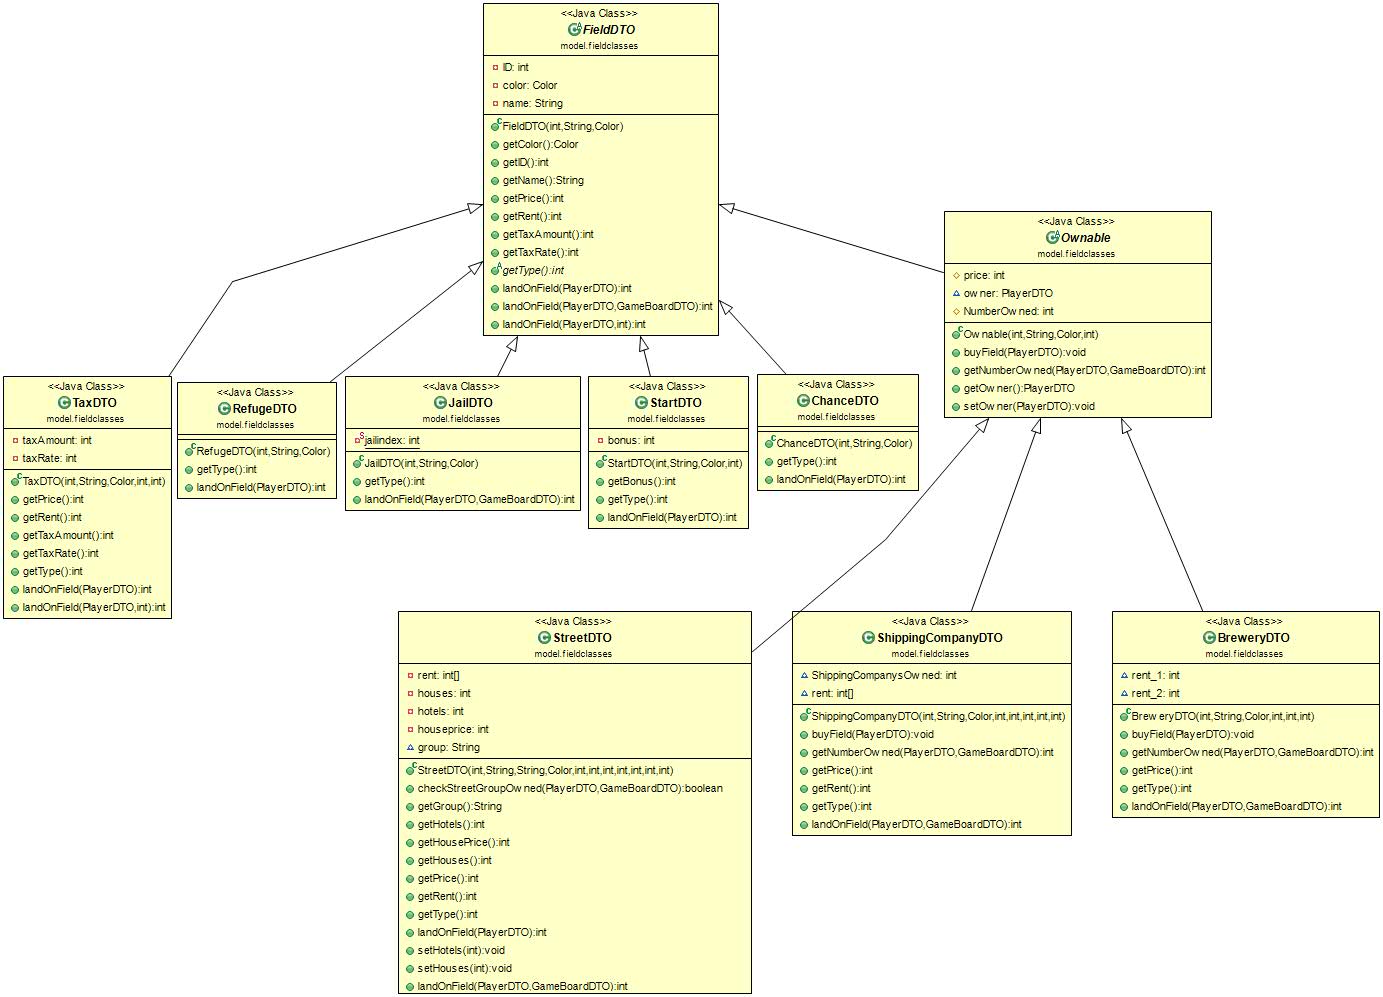 <<Java Class>>
FieldDTO
model.fieldclasses
ID: int
color: Color
name: String
FieldDTO(int,String,Color)
getColor():Color
getID():int
getName():String
getPrice():int
getRent():int
getTaxAmount():int
getTaxRate():int
getType():int
landOnField(PlayerDTO):int
landOnField(PlayerDTO,GameBoardDTO):int
landOnField(PlayerDTO,int):int
<<Java Class>>
Ownable
model.fieldclasses
price: int
owner: PlayerDTO
NumberOwned: int
Ownable(int,String,Color,int)
buyField(PlayerDTO):void
getNumberOwned(PlayerDTO,GameBoardDTO):int
getOwner():PlayerDTO
setOwner(PlayerDTO):void
<<Java Class>>
TaxDTO
model.fieldclasses
taxAmount: int
taxRate: int
TaxDTO(int,String,Color,int,int)
getPrice():int
getRent():int
getTaxAmount():int
getTaxRate():int
getType():int
landOnField(PlayerDTO):int
landOnField(PlayerDTO,int):int
<<Java Class>>
RefugeDTO
model.fieldclasses
RefugeDTO(int,String,Color)
getType():int
landOnField(PlayerDTO):int
<<Java Class>>
JailDTO
model.fieldclasses
jailindex: int
JailDTO(int,String,Color)
getType():int
landOnField(PlayerDTO,GameBoardDTO):int
<<Java Class>>
StartDTO
model.fieldclasses
bonus: int
StartDTO(int,String,Color,int)
getBonus():int
getType():int
landOnField(PlayerDTO):int
<<Java Class>>
ChanceDTO
model.fieldclasses
ChanceDTO(int,String,Color)
getType():int
landOnField(PlayerDTO):int
<<Java Class>>
StreetDTO
model.fieldclasses
rent: int[]
houses: int
hotels: int
houseprice: int
group: String
StreetDTO(int,String,String,Color,int,int,int,int,int,int,int)
checkStreetGroupOwned(PlayerDTO,GameBoardDTO):boolean
getGroup():String
getHotels():int
getHousePrice():int
getHouses():int
getPrice():int
getRent():int
getType():int
landOnField(PlayerDTO):int
setHotels(int):void
setHouses(int):void
landOnField(PlayerDTO,GameBoardDTO):int
<<Java Class>>
ShippingCompanyDTO
model.fieldclasses
ShippingCompanysOwned: int
rent: int[]
ShippingCompanyDTO(int,String,Color,int,int,int,int,int)
buyField(PlayerDTO):void
getNumberOwned(PlayerDTO,GameBoardDTO):int
getPrice():int
getRent():int
getType():int
landOnField(PlayerDTO,GameBoardDTO):int
<<Java Class>>
BreweryDTO
model.fieldclasses
rent_1: int
rent_2: int
BreweryDTO(int,String,Color,int,int,int)
buyField(PlayerDTO):void
getNumberOwned(PlayerDTO,GameBoardDTO):int
getPrice():int
getType():int
landOnField(PlayerDTO,GameBoardDTO):int